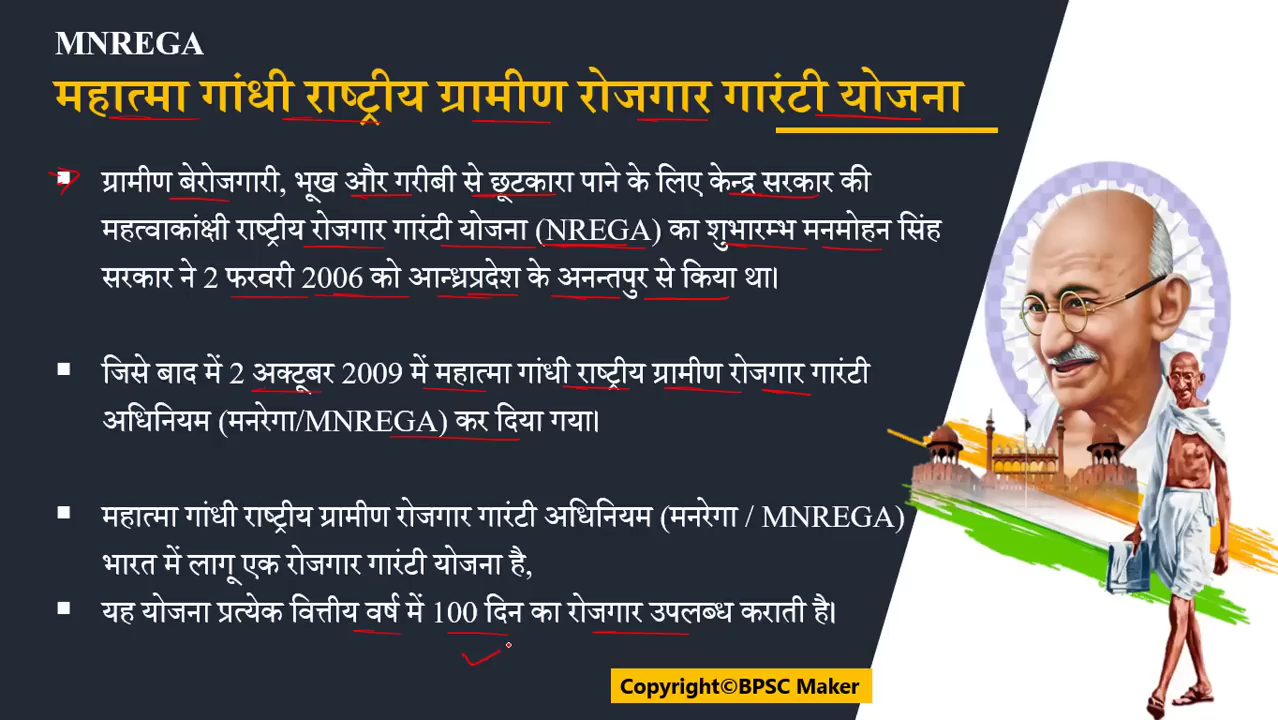 MNREGA
महात्मा गांधी राष्ट्रीय ग्रामीण रोजगार गारंटी योजना
ग्रामीण बेरोजगारी, भूख और गरीबी से छूटकारा पाने के लिए केन्द्र सरकार की
महत्वाकांक्षी राष्ट्रीय रोजगार गारंटी योजना (NREGA) का शुभारम्भ मनमोहन सिंह
सरकार ने 2 फरवरी 2006 को आन्ध्रप्रदेश के अनन्तपुर से किया था।
जिसे बाद में 2 अक्टूबर 2009 में महात्मा गांधी राष्ट्रीय ग्रामीण रोजगार गारंटी
अधिनियम (मनरेगा/MNREGA) कर दिया गया।
महात्मा गांधी राष्ट्रीय ग्रामीण रोजगार गारंटी अधिनियम (मनरेगा / MNREGA)
भारत में लागू एक रोजगार गारंटी योजना है,
यह योजना प्रत्येक वित्तीय वर्ष में 100 दिन का रोजगार उपलब्ध कराती है।
Copyright©BPSC Maker